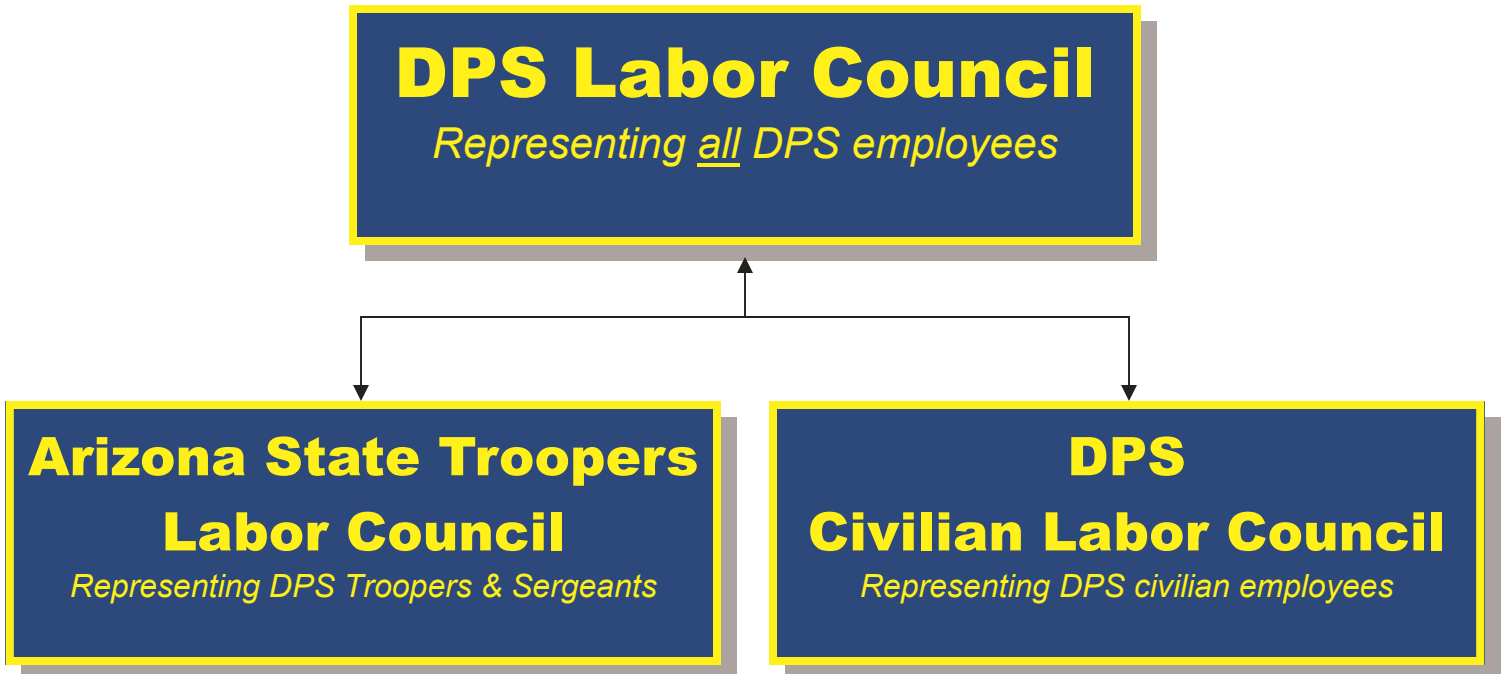 DPS Labor Council
Representing all DPS employees
Arizona State Troopers
Labor Council
Representing DPS Troopers & Sergeants
DPS
Civilian Labor Council
Representing DPS civilian employees